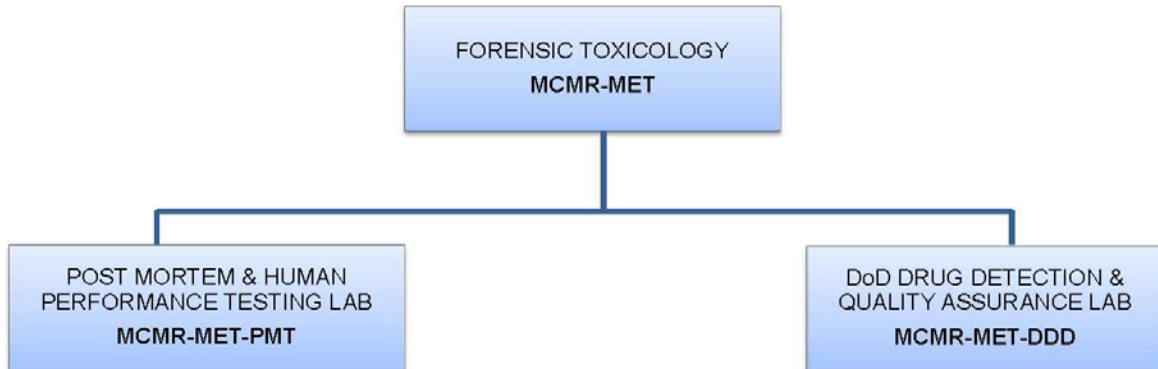 FORENSIC TOXICOLOGY
MCMR-MET
POST MORTEM & HUMAN
PERFORMANCE TESTING LAB
MCMR-MET-PMT
DoD DRUG DETECTION &
QUALITY ASSURANCE LAB
MCMR-MET-DDD